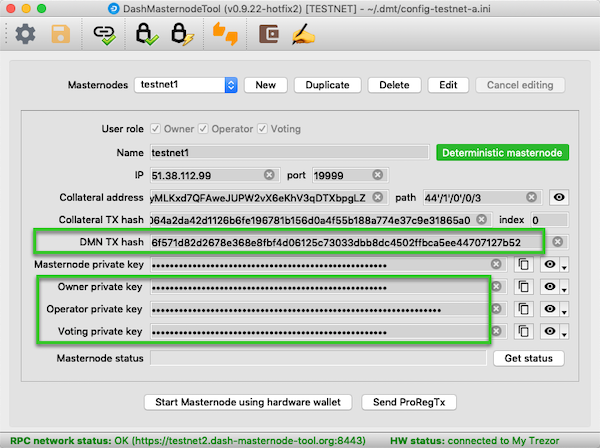 DashMasternodeTool (v0.9.22-hotfix2) [TESTNET] - ~/.dmt/config-testnet-a.ini
Masternodes testnet1 New Duplicate Delete Edit Cancel editing
User role Owner Operator Voting
Name testnet1 Deterministic masternode
IP 51.38.112.99 port 19999
Collateral address yMLKxd7QFAweJUPW2vX6eKhV3qDTXbpgLZ path 44'/1'/0'/0/3
Collateral TX hash 064a2da42d1126b6fe196781b156d0a4f55b188a774e37c9e31865a0 index 0
DMN TX hash 6f571d82d2678e368e8fbf4d06125c73033dbb8dc4502ffbca5ee44707127b52
Masternode private key
Owner private key
Operator private key
Voting private key
Masternode status Get status
Start Masternode using hardware wallet Send ProRegTx
RPC network status: OK (https://testnet2.dash-masternode-tool.org:8443) HW status: connected to My Trezor